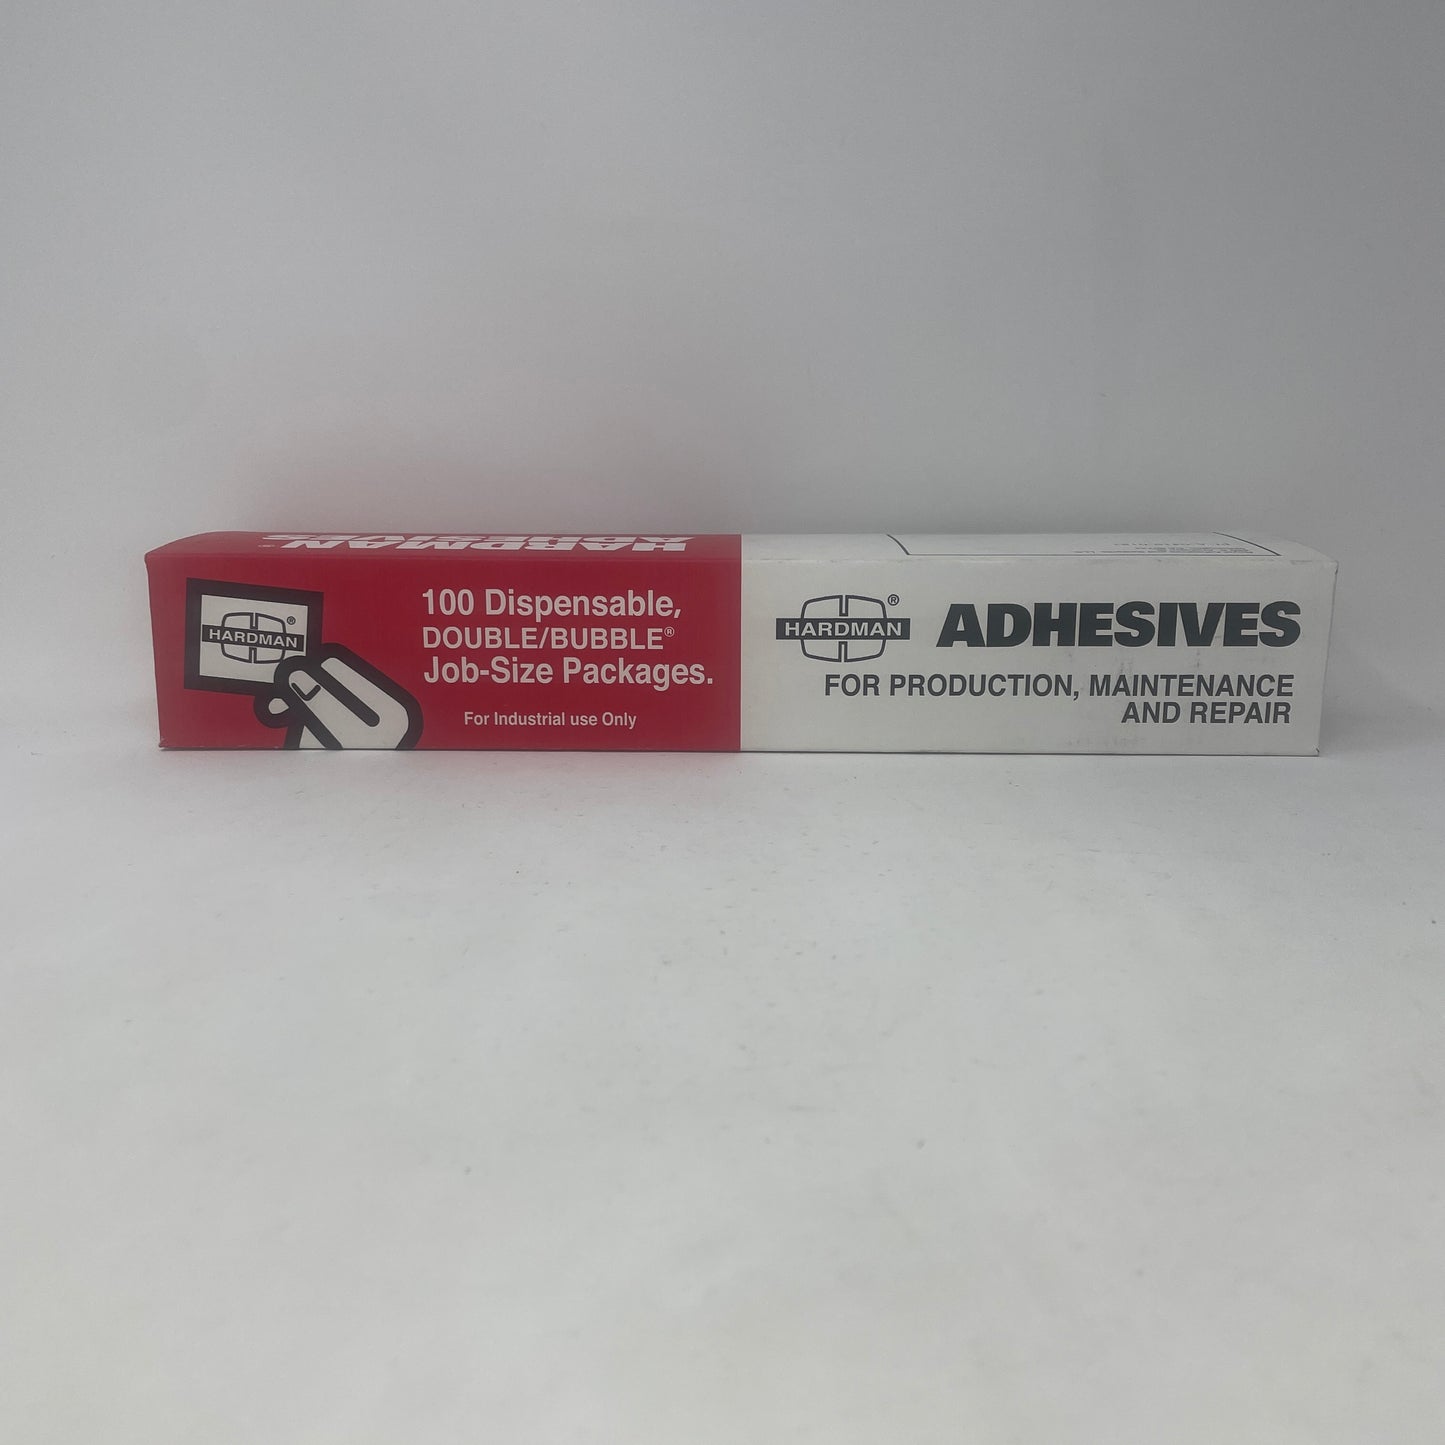 HARDMAN®
ADHESIVES
HARDMAN®
100 Dispensable,
DOUBLE/BUBBLE®
Job-Size Packages.
For Industrial use Only
HARDMAN®
ADHESIVES
FOR PRODUCTION, MAINTENANCE
AND REPAIR